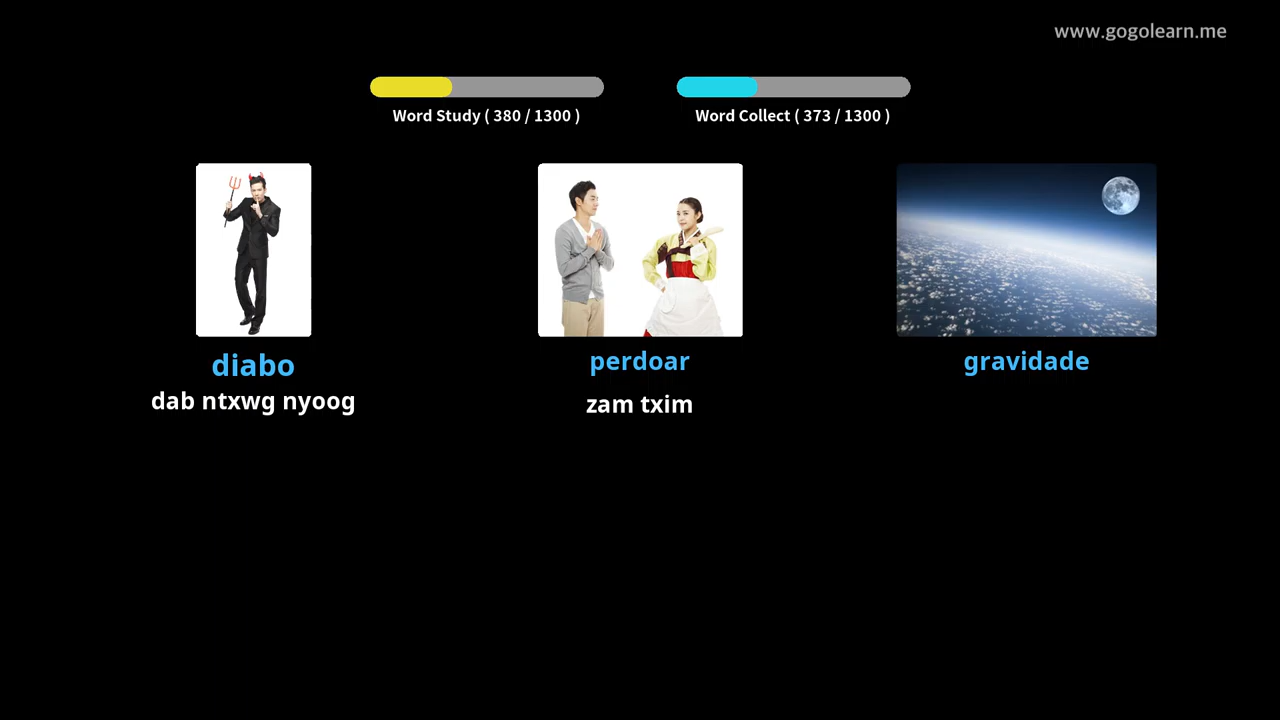 www.gogolearn.me
Word Study ( 380 / 1300 )
Word Collect ( 373 / 1300 )
diabo
perdoar
gravidade
dab ntxwg nyoog
zam txim